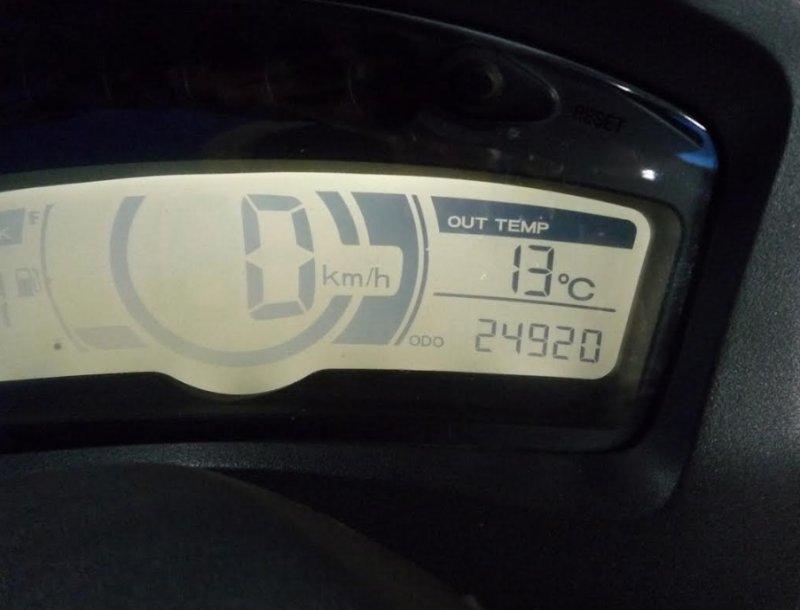 RESET
OUT TEMP
F
0 km/h
13°C
ODO 24920